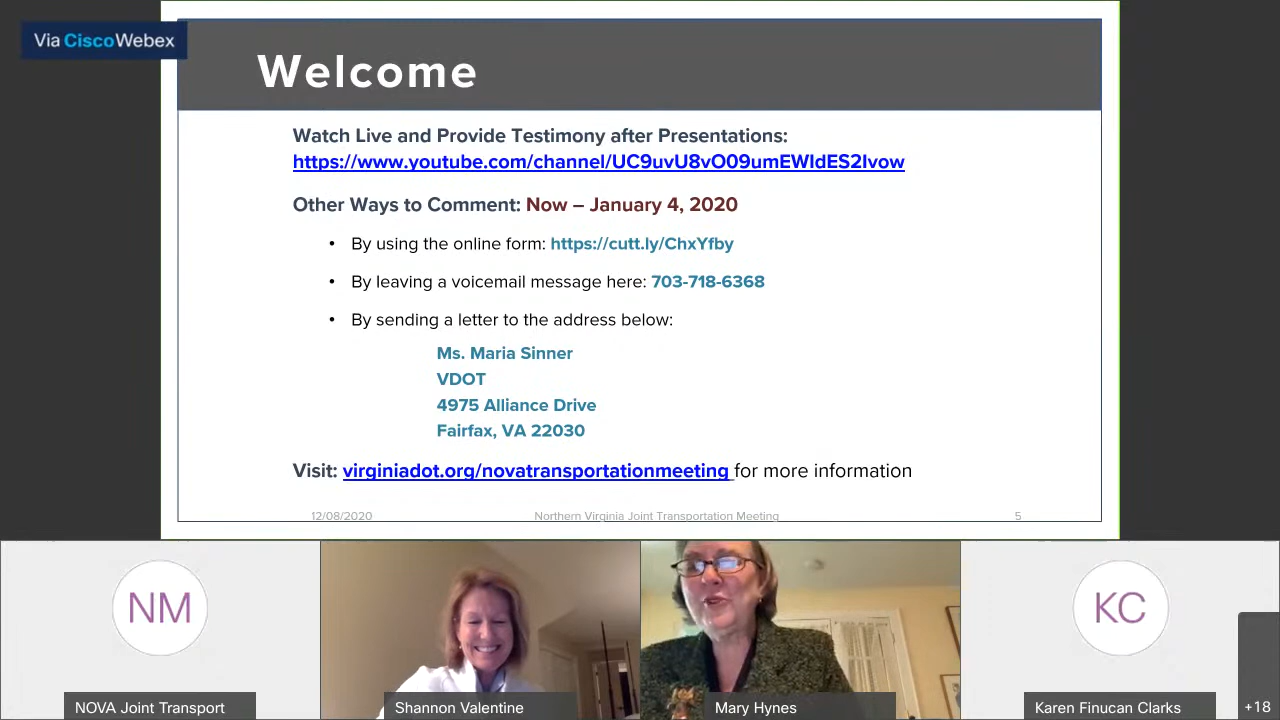 Via CiscoWebex
Welcome
Watch Live and Provide Testimony after Presentations:
https://www.youtube.com/channel/UC9uvU8vO09umEWIdES2Ivow
Other Ways to Comment: Now – January 4, 2020
• By using the online form: https://cutt.ly/ChxYfby
• By leaving a voicemail message here: 703-718-6368
• By sending a letter to the address below:
Ms. Maria Sinner
VDOT
4975 Alliance Drive
Fairfax, VA 22030
Visit: virginiadot.org/novatransportationmeeting for more information
12/08/2020 Northern Virginia Joint Transportation Meeting 5
NM
KC
NOVA Joint Transport
Shannon Valentine
Mary Hynes
Karen Finucan Clarks
+18